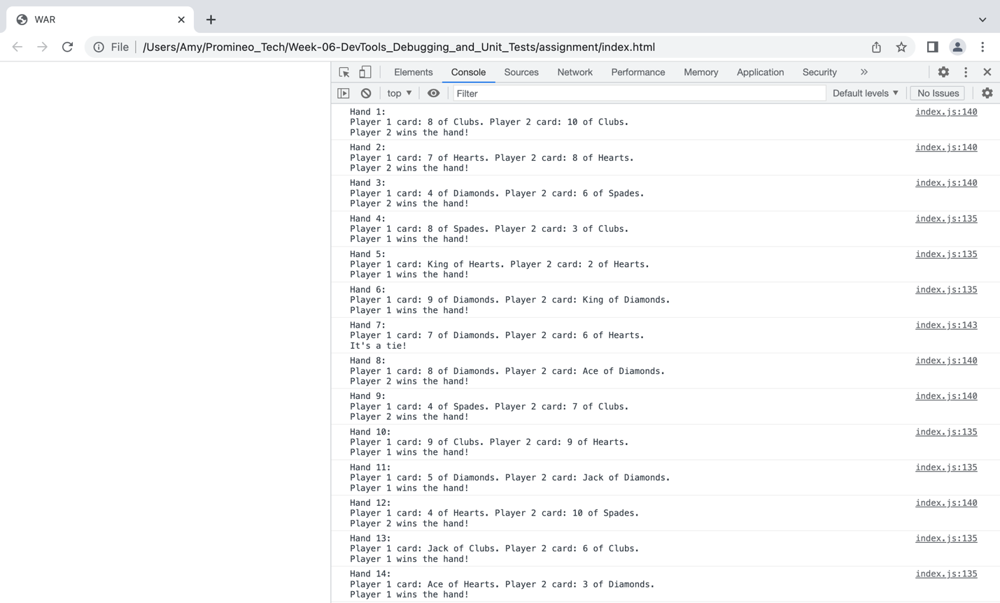 WAR
File
/Users/Amy/Promineo_Tech/Week-06-DevTools_Debugging_and_Unit_Tests/assignment/index.html
Elements Console Sources Network Performance Memory Application Security »
top Filter Default levels No Issues
Hand 1: index.js:140
Player 1 card: 8 of Clubs. Player 2 card: 10 of Clubs.
Player 2 wins the hand!
Hand 2: index.js:140
Player 1 card: 7 of Hearts. Player 2 card: 8 of Hearts.
Player 2 wins the hand!
Hand 3: index.js:140
Player 1 card: 4 of Diamonds. Player 2 card: 6 of Spades.
Player 2 wins the hand!
Hand 4: index.js:135
Player 1 card: 8 of Spades. Player 2 card: 3 of Clubs.
Player 1 wins the hand!
Hand 5: index.js:135
Player 1 card: King of Hearts. Player 2 card: 2 of Hearts.
Player 1 wins the hand!
Hand 6: index.js:135
Player 1 card: 9 of Diamonds. Player 2 card: King of Diamonds.
Player 1 wins the hand!
Hand 7: index.js:143
Player 1 card: 7 of Diamonds. Player 2 card: 6 of Hearts.
It's a tie!
Hand 8: index.js:140
Player 1 card: 8 of Diamonds. Player 2 card: Ace of Diamonds.
Player 2 wins the hand!
Hand 9: index.js:140
Player 1 card: 4 of Spades. Player 2 card: 7 of Clubs.
Player 2 wins the hand!
Hand 10: index.js:135
Player 1 card: 9 of Clubs. Player 2 card: 9 of Hearts.
Player 1 wins the hand!
Hand 11: index.js:135
Player 1 card: 5 of Diamonds. Player 2 card: Jack of Diamonds.
Player 1 wins the hand!
Hand 12: index.js:140
Player 1 card: 4 of Hearts. Player 2 card: 10 of Spades.
Player 2 wins the hand!
Hand 13: index.js:135
Player 1 card: Jack of Clubs. Player 2 card: 6 of Clubs.
Player 1 wins the hand!
Hand 14: index.js:135
Player 1 card: Ace of Hearts. Player 2 card: 3 of Diamonds.
Player 1 wins the hand!